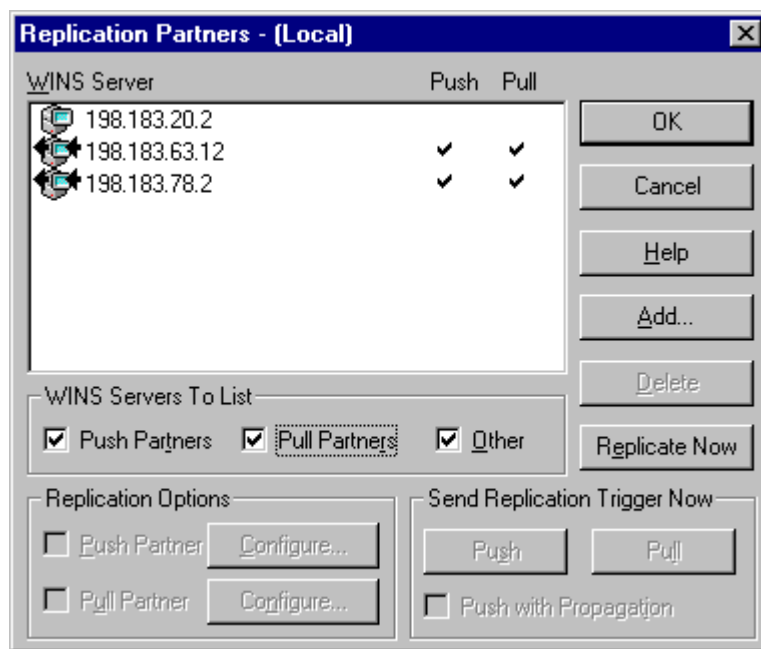 Replication Partners - (Local)
WINS Server Push Pull
198.183.20.2
198.183.63.12
198.183.78.2
OK
Cancel
Help
Add...
Delete
Replicate Now
WINS Servers To List
Push Partners Pull Partners Other
Replication Options
Push Partner Configure...
Pull Partner Configure...
Send Replication Trigger Now
Push Pull
Push with Propagation